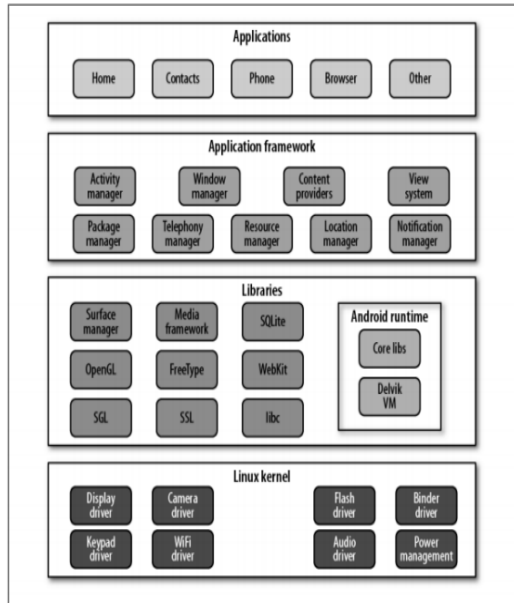 Applications
Home Contacts Phone Browser Other
Application framework
Activity manager
Window manager
Content providers
View system
Package manager
Telephony manager
Resource manager
Location manager
Notification manager
Libraries
Surface manager
Media framework
SQLite
OpenGL
FreeType
WebKit
SGL
SSL
libc
Android runtime
Core libs
Delvik VM
Linux kernel
Display driver
Camera driver
Flash driver
Binder driver
Keypad driver
WiFi driver
Audio driver
Power management